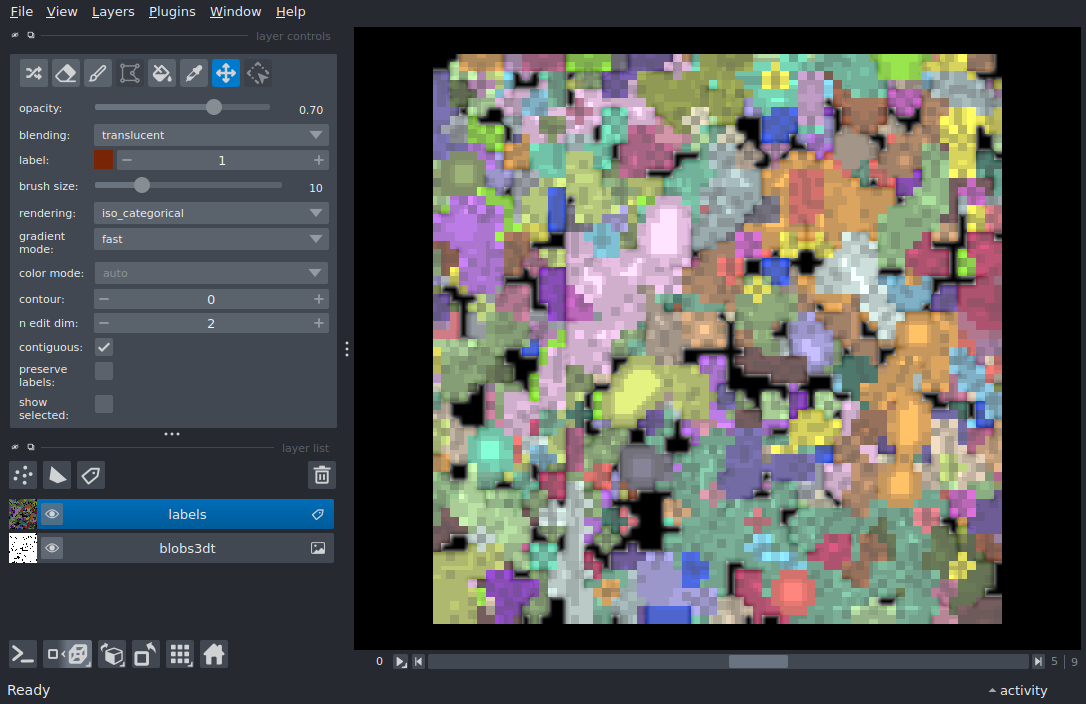 File View Layers Plugins Window Help
layer controls
opacity: 0.70
blending: translucent
label: 1
brush size: 10
rendering: iso_categorical
gradient
mode: fast
color mode: auto
contour: 0
n edit dim: 2
contiguous:
preserve
labels:
show
selected:
layer list
labels
blobs3dt
0 5 9
Ready activity